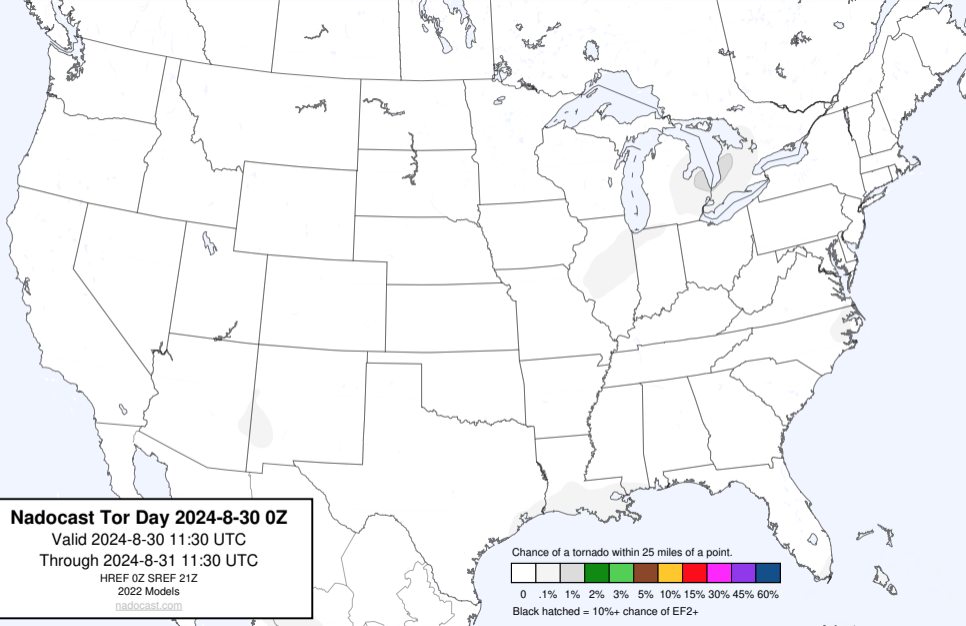 Nadocast Tor Day 2024-8-30 0Z
Valid 2024-8-30 11:30 UTC
Through 2024-8-31 11:30 UTC
HREF 0Z SREF 21Z
2022 Models
nadocast.com
Chance of a tornado within 25 miles of a point.
0 .1% 1% 2% 3% 5% 10% 15% 30% 45% 60%
Black hatched = 10%+ chance of EF2+